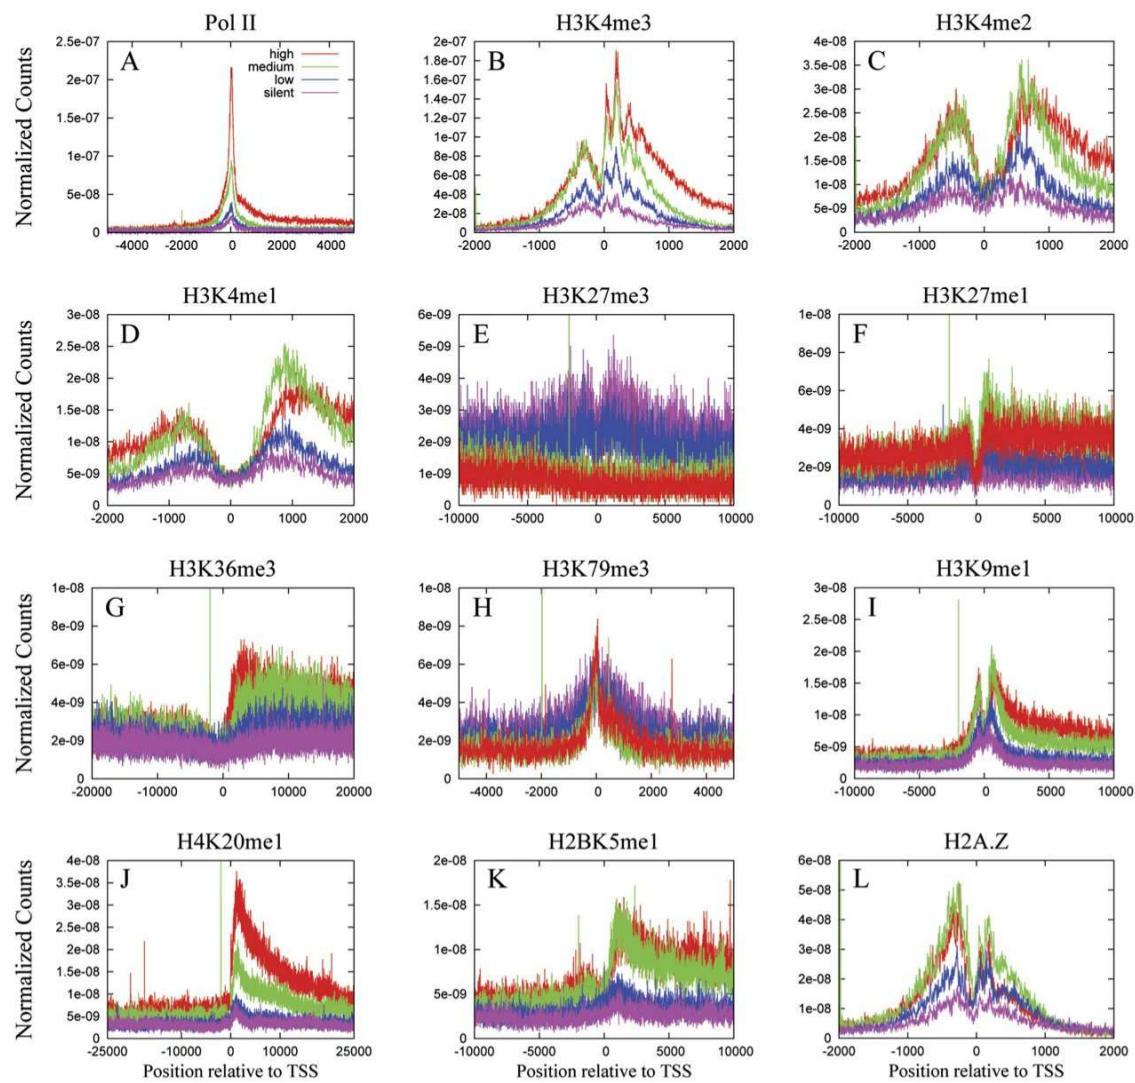 Pol II
H3K4me3
H3K4me2
Normalized Counts
A
high
medium
low
silent
2.5e-07
2e-07
1.5e-07
1e-07
5e-08
0
-4000 -2000 0 2000 4000
B
2e-07
1.8e-07
1.6e-07
1.4e-07
1.2e-07
1e-07
8e-08
6e-08
4e-08
2e-08
0
-2000 -1000 0 1000 2000
C
4e-08
3.5e-08
3e-08
2.5e-08
2e-08
1.5e-08
1e-08
5e-09
0
-2000 -1000 0 1000 2000
H3K4me1
H3K27me3
H3K27me1
Normalized Counts
D
3e-08
2.5e-08
2e-08
1.5e-08
1e-08
5e-09
0
-2000 -1000 0 1000 2000
E
6e-09
5e-09
4e-09
3e-09
2e-09
1e-09
0
-10000 -5000 0 5000 10000
F
1e-08
8e-09
6e-09
4e-09
2e-09
0
-10000 -5000 0 5000 10000
H3K36me3
H3K79me3
H3K9me1
Normalized Counts
G
1e-08
8e-09
6e-09
4e-09
2e-09
0
-20000 -10000 0 10000 20000
H
1e-08
8e-09
6e-09
4e-09
2e-09
0
-4000 -2000 0 2000 4000
I
3e-08
2.5e-08
2e-08
1.5e-08
1e-08
5e-09
0
-10000 -5000 0 5000 10000
H4K20me1
H2BK5me1
H2A.Z
Normalized Counts
J
4e-08
3.5e-08
3e-08
2.5e-08
2e-08
1.5e-08
1e-08
5e-09
0
-25000 0 25000
Position relative to TSS
K
2e-08
1.5e-08
1e-08
5e-09
0
-10000 -5000 0 5000 10000
Position relative to TSS
L
6e-08
5e-08
4e-08
3e-08
2e-08
1e-08
0
-2000 -1000 0 1000 2000
Position relative to TSS